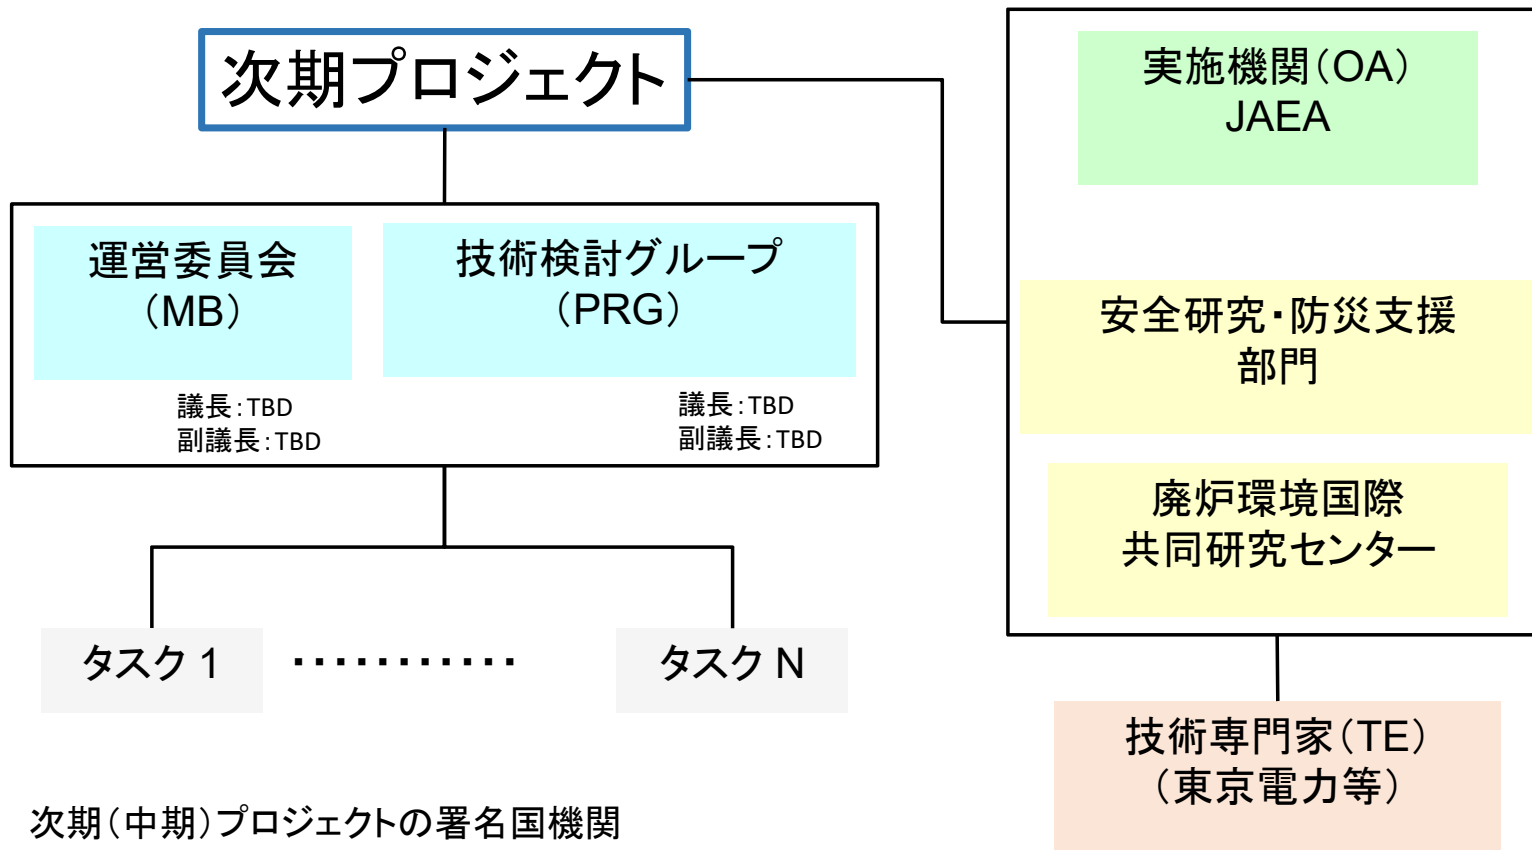 次期プロジェクト
運営委員会
（MB）
技術検討グループ
（PRG）
議長：TBD
副議長：TBD
議長：TBD
副議長：TBD
タスク 1
・・・・・・・・・・・
タスク N
次期（中期）プロジェクトの署名国機関
実施機関（OA）
JAEA
安全研究・防災支援
部門
廃炉環境国際
共同研究センター
技術専門家（TE）
（東京電力等）